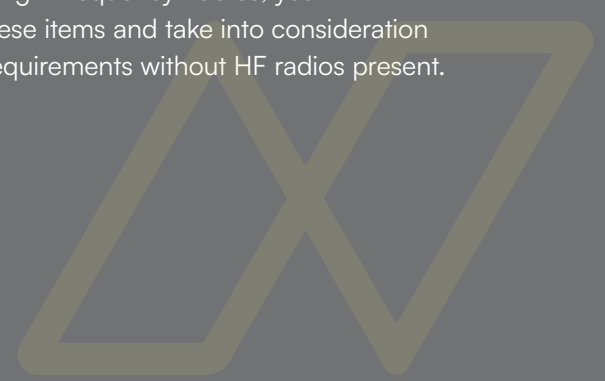 ese items and take into consideration
equirements without HF radios present.